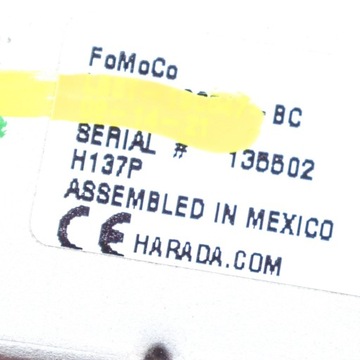 FoMoCo
- BC
SERIAL # 135502
H137P
ASSEMBLED IN MEXICO
CE HARADA.COM